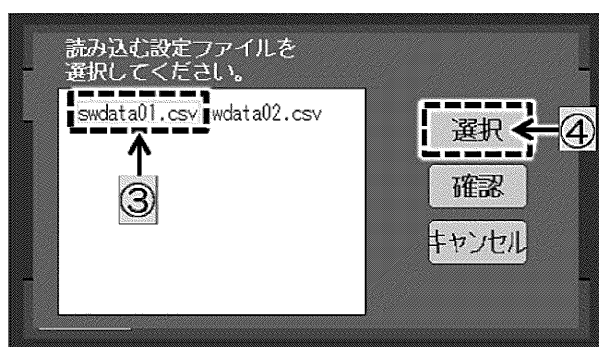 読み込む設定ファイルを
選択してください。
swdata01.csv wdata02.csv
選択
④
③
確認
キャンセル